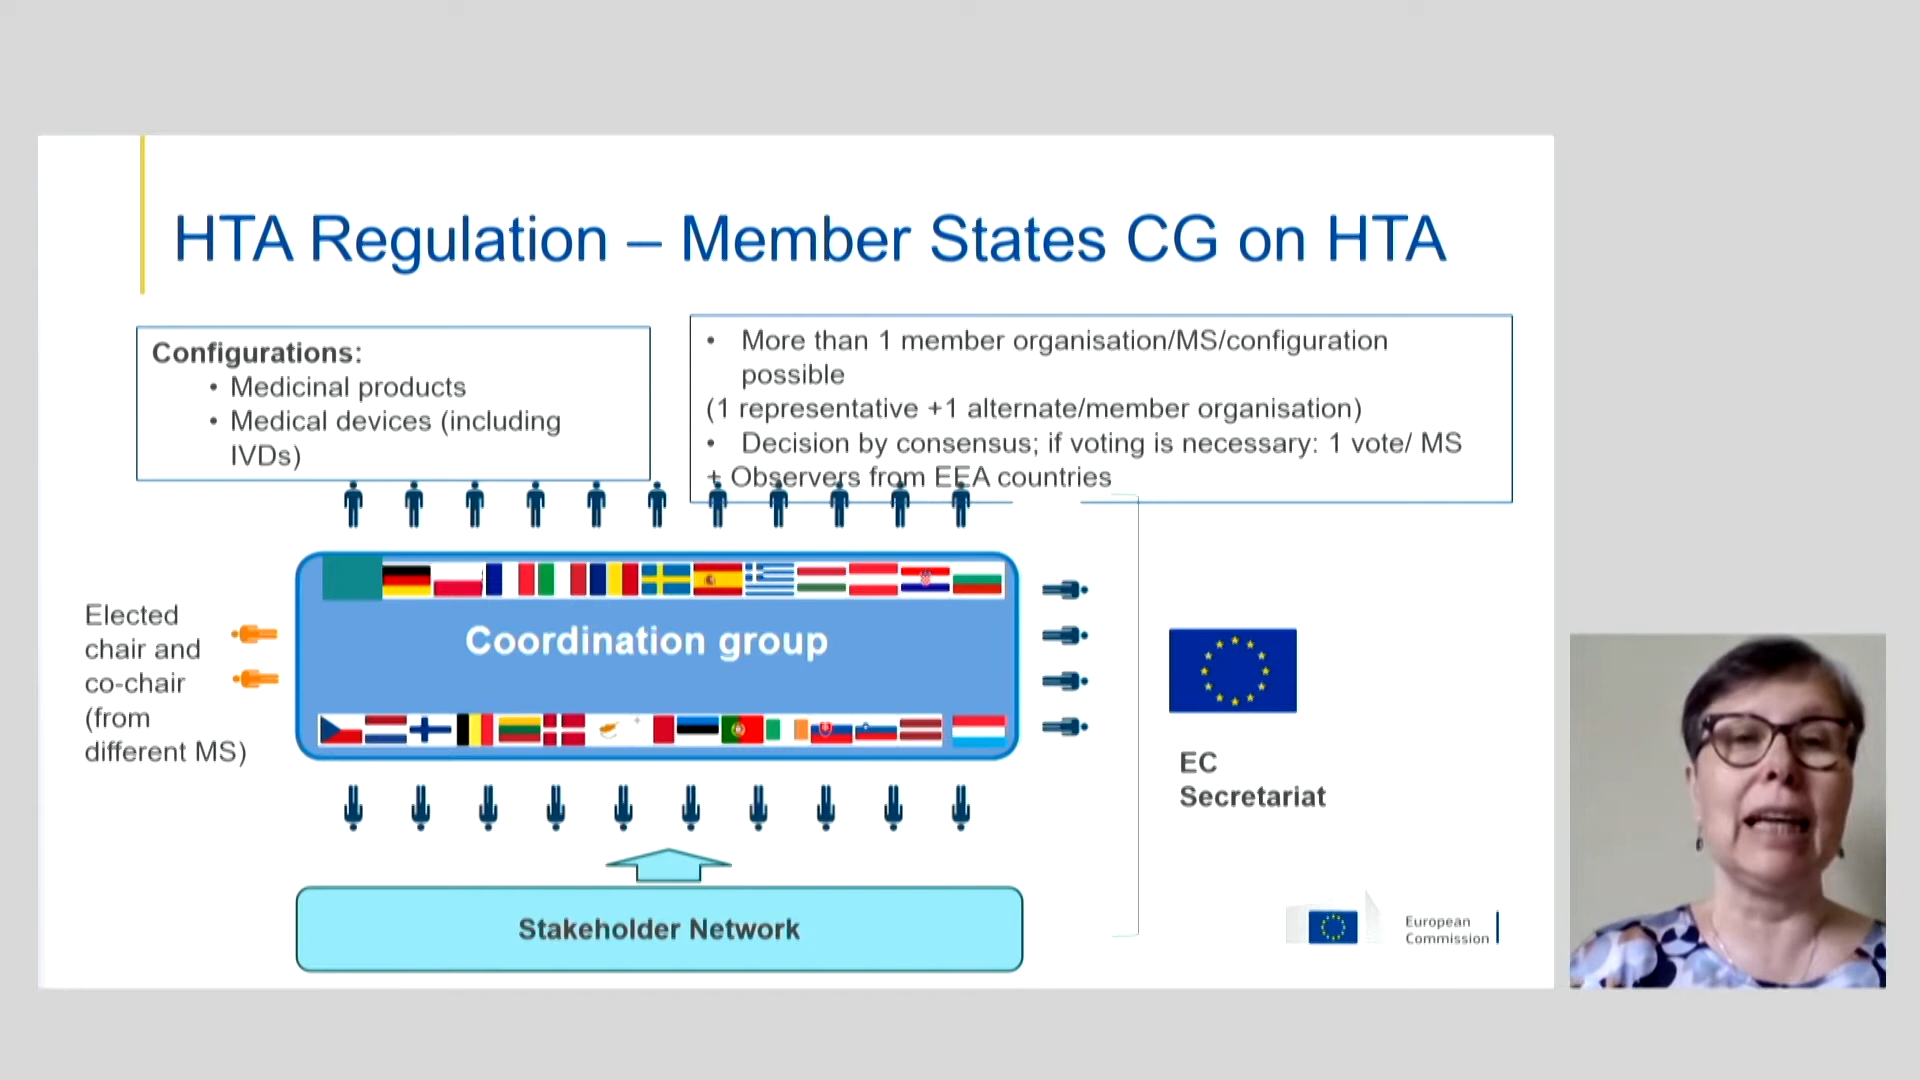 HTA Regulation – Member States CG on HTA
Configurations:
• Medicinal products
• Medical devices (including
IVDs)
• More than 1 member organisation/MS/configuration
possible
(1 representative +1 alternate/member organisation)
• Decision by consensus; if voting is necessary: 1 vote/ MS
+ Observers from EEA countries
Elected
chair and
co-chair
(from
different MS)
Coordination group
EC
Secretariat
Stakeholder Network
European
Commission